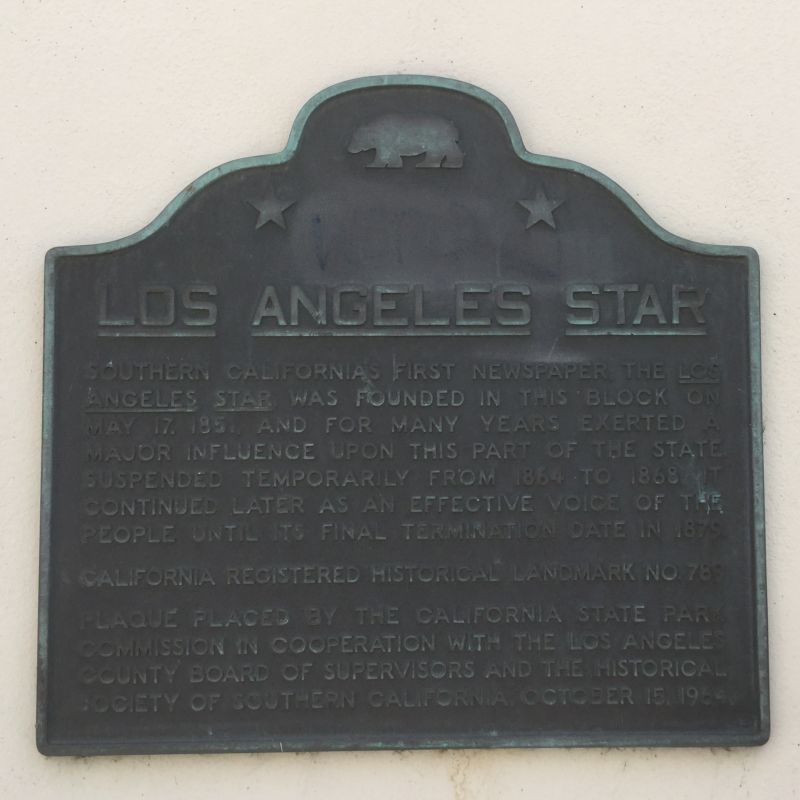 LOS ANGELES STAR
SOUTHERN CALIFORNIA'S FIRST NEWSPAPER, THE LOS
ANGELES STAR WAS FOUNDED IN THIS BLOCK ON
MAY 17, 1851, AND FOR MANY YEARS EXERTED A
MAJOR INFLUENCE UPON THIS PART OF THE STATE.
SUSPENDED TEMPORARILY FROM 1864 TO 1868, IT
CONTINUED LATER AS AN EFFECTIVE VOICE OF THE
PEOPLE UNTIL ITS FINAL TERMINATION DATE IN 1879.
CALIFORNIA REGISTERED HISTORICAL LANDMARK NO. 789
PLAQUE PLACED BY THE CALIFORNIA STATE PARK
COMMISSION IN COOPERATION WITH THE LOS ANGELES
COUNTY BOARD OF SUPERVISORS AND THE HISTORICAL
SOCIETY OF SOUTHERN CALIFORNIA, OCTOBER 15, 1964.